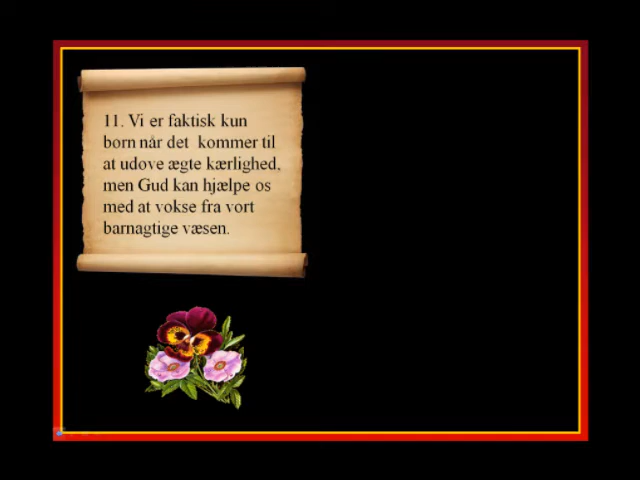 11. Vi er faktisk kun
børn når det kommer til
at udøve ægte kærlighed,
men Gud kan hjælpe os
med at vokse fra vort
barnagtige væsen.